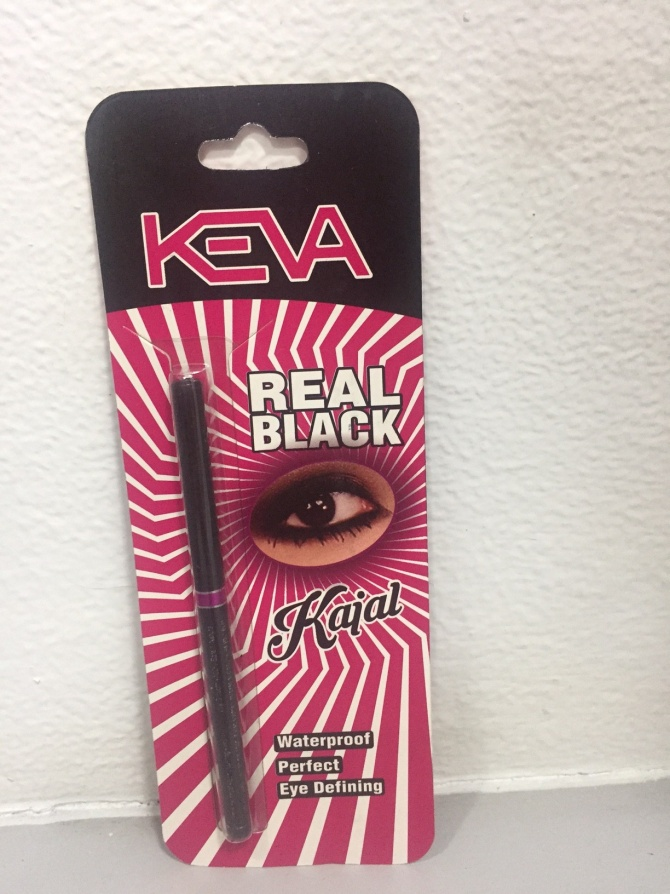 KEVA
REAL
BLACK
Kajal
Waterproof
Perfect
Eye Defining